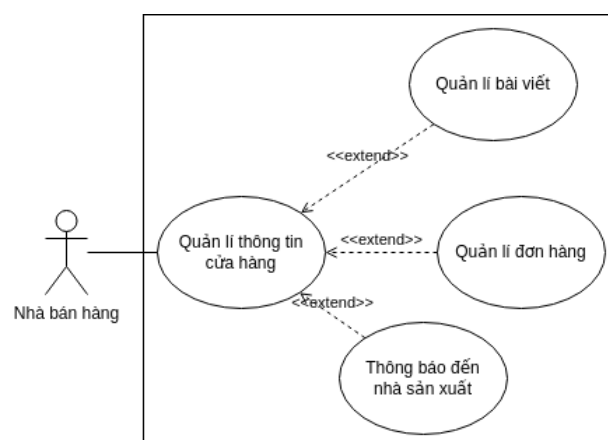 Quản lí bài viết
<<extend>>
Quản lí thông tin
cửa hàng
<<extend>>
Quản lí đơn hàng
<<extend>>
Nhà bán hàng
Thông báo đến
nhà sản xuất